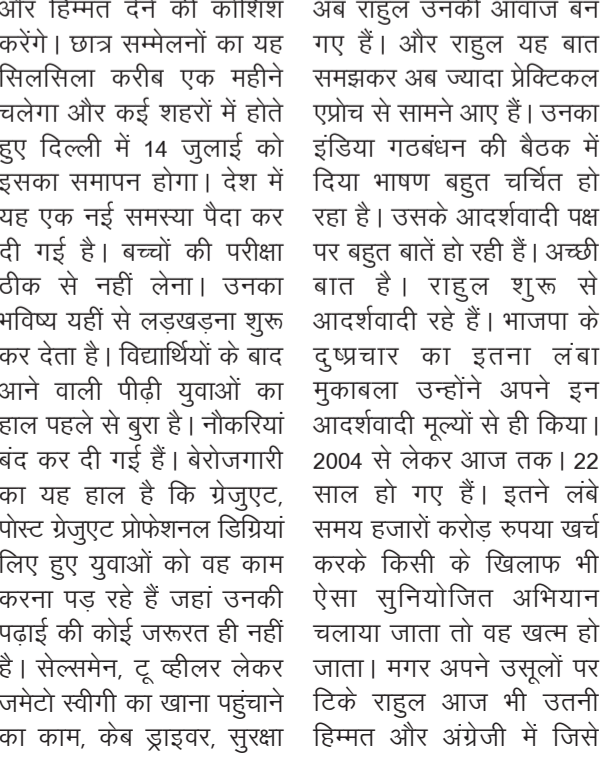 और हिम्मत देने की कोशिश
करेंगे। छात्र सम्मेलनों का यह
सिलसिला करीब एक महीने
चलेगा और कई शहरों में होते
हुए दिल्ली में 14 जुलाई को
इसका समापन होगा। देश में
यह एक नई समस्या पैदा कर
दी गई है। बच्चों की परीक्षा
ठीक से नहीं लेना। उनका
भविष्य यहीं से लड़खड़ना शुरू
कर देता है। विद्यार्थियों के बाद
आने वाली पीढ़ी युवाओं का
हाल पहले से बुरा है। नौकरियां
बंद कर दी गई हैं। बेरोजगारी
का यह हाल है कि ग्रेजुएट,
पोस्ट ग्रेजुएट प्रोफेशनल डिग्रियां
लिए हुए युवाओं को वह काम
करना पड़ रहे हैं जहां उनकी
पढ़ाई की कोई जरूरत ही नहीं
है। सेल्समेन, टू व्हीलर लेकर
जमेटो स्वीगी का खाना पहुंचाने
का काम, केब ड्राइवर, सुरक्षा
अब राहुल उनकी आवाज बन
गए हैं। और राहुल यह बात
समझकर अब ज्यादा प्रेक्टिकल
एप्रोच से सामने आए हैं। उनका
इंडिया गठबंधन की बैठक में
दिया भाषण बहुत चर्चित हो
रहा है। उसके आदर्शवादी पक्ष
पर बहुत बातें हो रही हैं। अच्छी
बात है। राहुल शुरू से
आदर्शवादी रहे हैं। भाजपा के
दुष्प्रचार का इतना लंबा
मुकाबला उन्होंने अपने इन
आदर्शवादी मूल्यों से ही किया।
2004 से लेकर आज तक। 22
साल हो गए हैं। इतने लंबे
समय हजारों करोड़ रुपया खर्च
करके किसी के खिलाफ भी
ऐसा सुनियोजित अभियान
चलाया जाता तो वह खत्म हो
जाता। मगर अपने उसूलों पर
टिके राहुल आज भी उतनी
हिम्मत और अंग्रेजी में जिसे